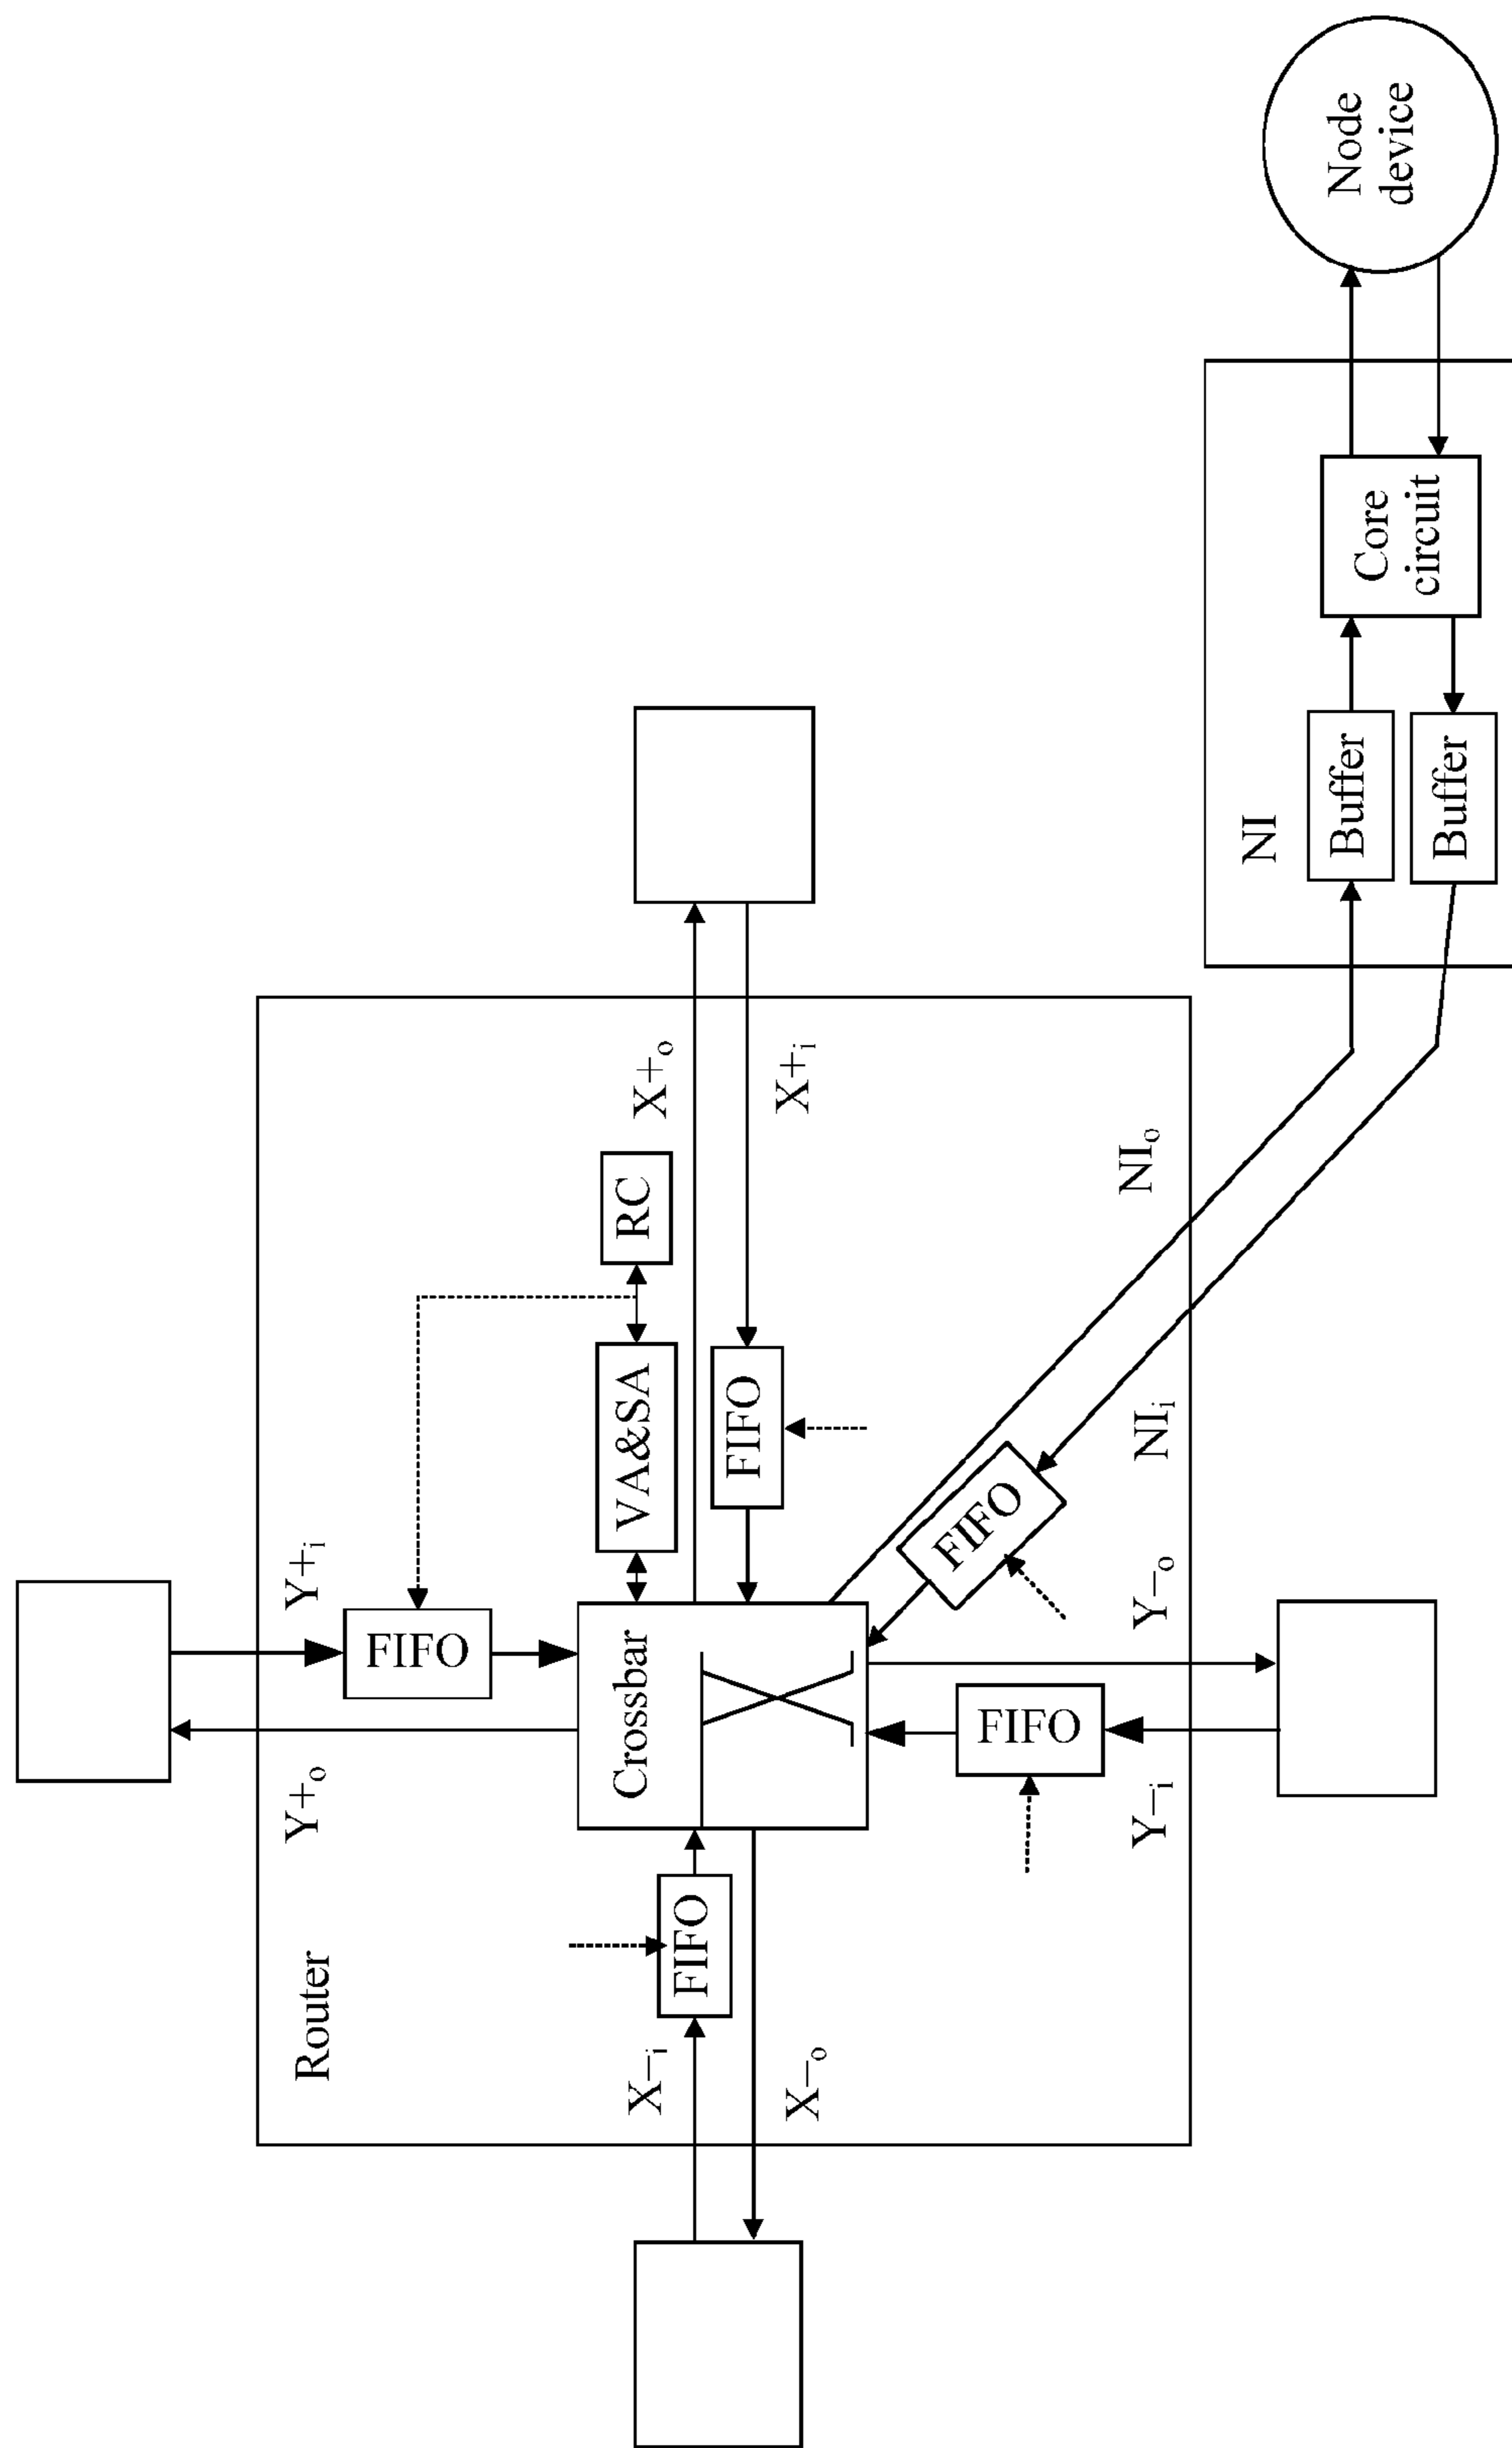 Router
Y+o
Y+i
FIFO
X−i
FIFO
X−o
Crossbar
VA&SA
RC
X+o
FIFO
X+i
FIFO
FIFO
Y−i
Y−o
NIi
NIo
NI
Buffer
Buffer
Core
circuit
Node
device